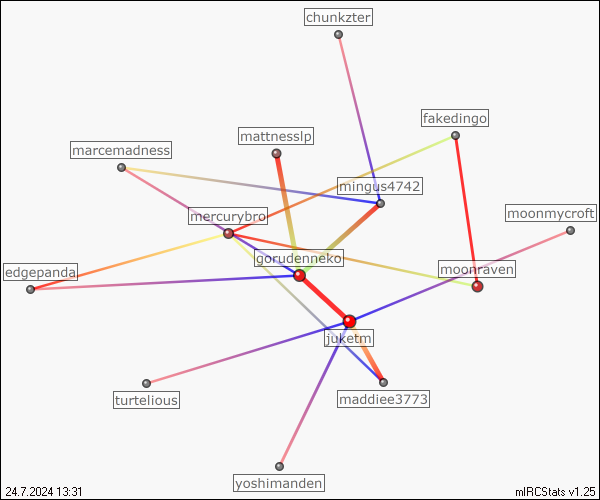 chunkzter
fakedingo
mattnesslp
marcemadness
mingus4742
moonmycroft
mercurybro
gorudenneko
moonraven
edgepanda
juketm
maddiee3773
turtelious
yoshimanden
24.7.2024 13:31
mIRCStats v1.25